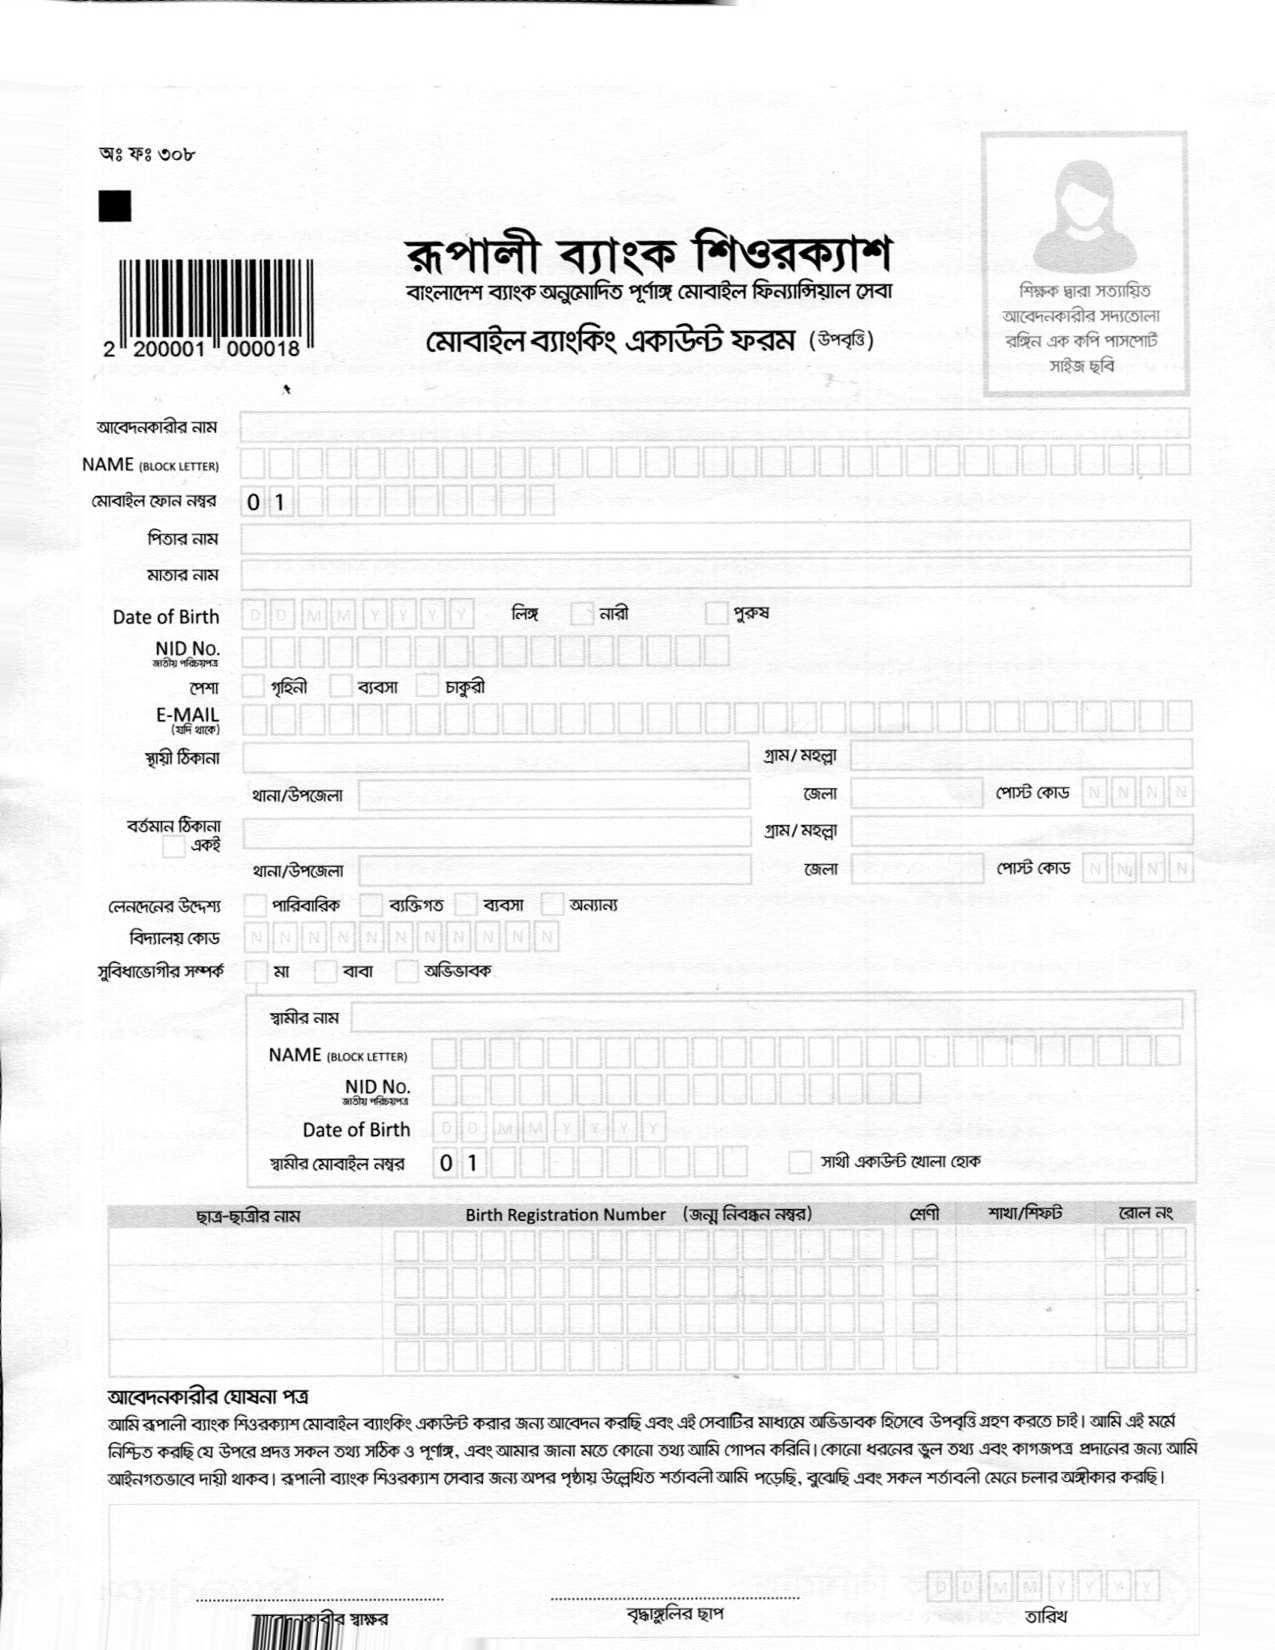 অঃ ফঃ ৩০৮
রূপালী ব্যাংক শিওরক্যাশ
বাংলাদেশ ব্যাংক অনুমোদিত পূর্ণাঙ্গ মোবাইল ফিন্যান্সিয়াল সেবা
মোবাইল ব্যাংকিং একাউন্ট ফরম (উপবৃত্তি)
2 200001 000018
শিক্ষক দ্বারা সত্যায়িত
আবেদনকারীর সদ্যতোলা
রঙ্গিন এক কপি পাসপোর্ট
সাইজ ছবি
আবেদনকারীর নাম
NAME (BLOCK LETTER)
মোবাইল ফোন নম্বর 0 1
পিতার নাম
মাতার নাম
Date of Birth D D M M Y Y Y Y লিঙ্গ নারী পুরুষ
NID No.
জাতীয় পরিচয়পত্র
পেশা গৃহিনী ব্যবসা চাকুরী
E-MAIL
(যদি থাকে)
স্থায়ী ঠিকানা গ্রাম/ মহল্লা
থানা/উপজেলা জেলা পোস্ট কোড N N N N
বর্তমান ঠিকানা গ্রাম/ মহল্লা
একই
থানা/উপজেলা জেলা পোস্ট কোড N N N N
লেনদেনের উদ্দেশ্য পারিবারিক ব্যক্তিগত ব্যবসা অন্যান্য
বিদ্যালয় কোড N N N N N N N N N N N
সুবিধাভোগীর সম্পর্ক মা বাবা অভিভাবক
স্বামীর নাম
NAME (BLOCK LETTER)
NID No.
জাতীয় পরিচয়পত্র
Date of Birth D D M M Y Y Y Y
স্বামীর মোবাইল নম্বর 0 1 সাথী একাউন্ট খোলা হোক
ছাত্র-ছাত্রীর নাম Birth Registration Number (জন্ম নিবন্ধন নম্বর) শ্রেণী শাখা/শিফট রোল নং
আবেদনকারীর ঘোষনা পত্র
আমি রূপালী ব্যাংক শিওরক্যাশ মোবাইল ব্যাংকিং একাউন্ট করার জন্য আবেদন করছি এবং এই সেবাটির মাধ্যমে অভিভাবক হিসেবে উপবৃত্তি গ্রহণ করতে চাই। আমি এই মর্মে
নিশ্চিত করছি যে উপরে প্রদত্ত সকল তথ্য সঠিক ও পূর্ণাঙ্গ, এবং আমার জানা মতে কোনো তথ্য আমি গোপন করিনি। কোনো ধরনের ভুল তথ্য এবং কাগজপত্র প্রদানের জন্য আমি
আইনগতভাবে দায়ী থাকব। রূপালী ব্যাংক শিওরক্যাশ সেবার জন্য অপর পৃষ্ঠায় উল্লেখিত শর্তাবলী আমি পড়েছি, বুঝেছি এবং সকল শর্তাবলী মেনে চলার অঙ্গীকার করছি।
D D M M Y Y Y Y
আবেদনকারীর স্বাক্ষর বৃদ্ধাঙ্গুলির ছাপ তারিখ